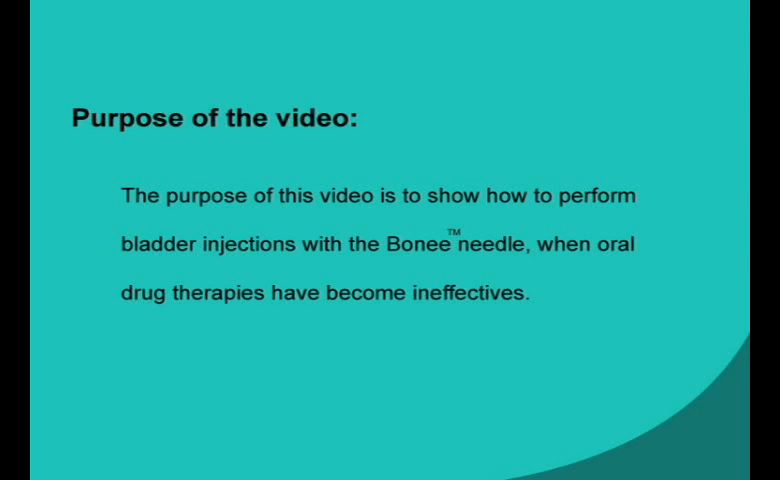 Purpose of the video:
The purpose of this video is to show how to perform
bladder injections with the Bonee™ needle, when oral
drug therapies have become ineffectives.